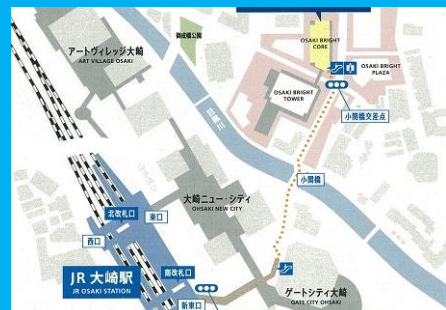 アートヴィレッジ大崎
ART VILLAGE OSAKI
御成橋公園
OSAKI BRIGHT
CORE
OSAKI BRIGHT
PLAZA
OSAKI BRIGHT
TOWER
小関橋交差点
目黒川
小関橋
大崎ニュー・シティ
OHSAKI NEW CITY
北改札口
東口
西口
JR 大崎駅
JR OSAKI STATION
南改札口
新東口
ゲートシティ大崎
GATE CITY OHSAKI